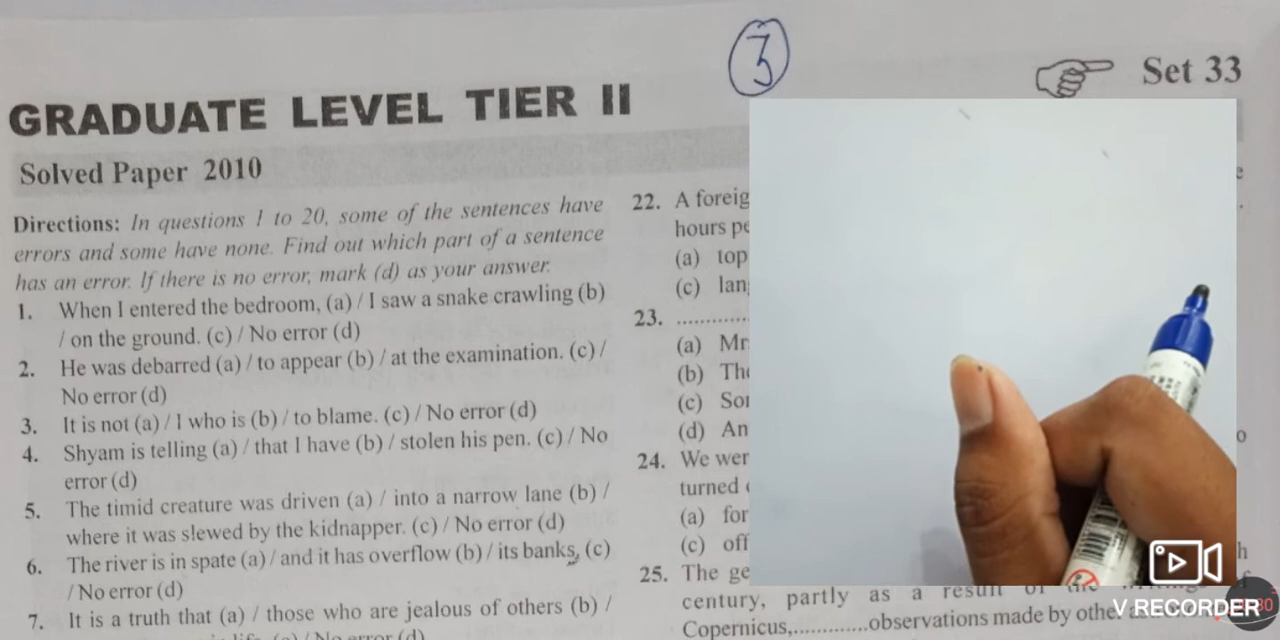 3
Set 33
GRADUATE LEVEL TIER II
Solved Paper 2010
Directions: In questions 1 to 20, some of the sentences have
errors and some have none. Find out which part of a sentence
has an error. If there is no error, mark (d) as your answer.
1. When I entered the bedroom, (a) / I saw a snake crawling (b)
/ on the ground. (c) / No error (d)
2. He was debarred (a) / to appear (b) / at the examination. (c) /
No error (d)
3. It is not (a) / I who is (b) / to blame. (c) / No error (d)
4. Shyam is telling (a) / that I have (b) / stolen his pen. (c) / No
error (d)
5. The timid creature was driven (a) / into a narrow lane (b) /
where it was slewed by the kidnapper. (c) / No error (d)
6. The river is in spate (a) / and it has overflow (b) / its banks, (c)
/ No error (d)
7. It is a truth that (a) / those who are jealous of others (b) /
22. A foreig
hours pe
(a) top
(c) lan
23. ............
(a) Mr
(b) The
(c) Sor
(d) An
24. We wer
turned
(a) for
(c) off
25. The ge
century, partly as a result of the
Copernicus,.............observations made by othe
V RECORDER